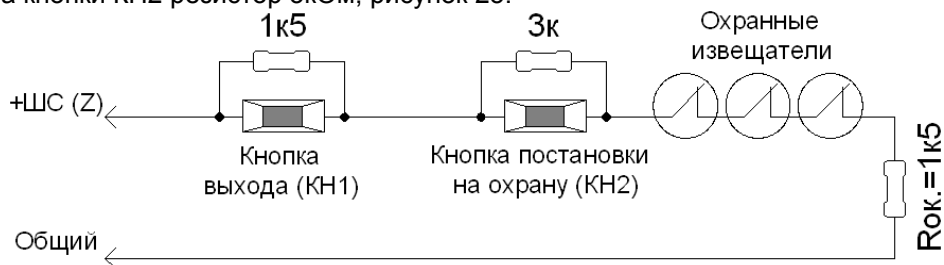 а кнопки КН2 резистор 3кОм, рисунок 23.
1к5
3к
Охранные
извещатели
+ШС (Z)
Кнопка
выхода (КН1)
Кнопка постановки
на охрану (КН2)
Rок.=1к5
Общий